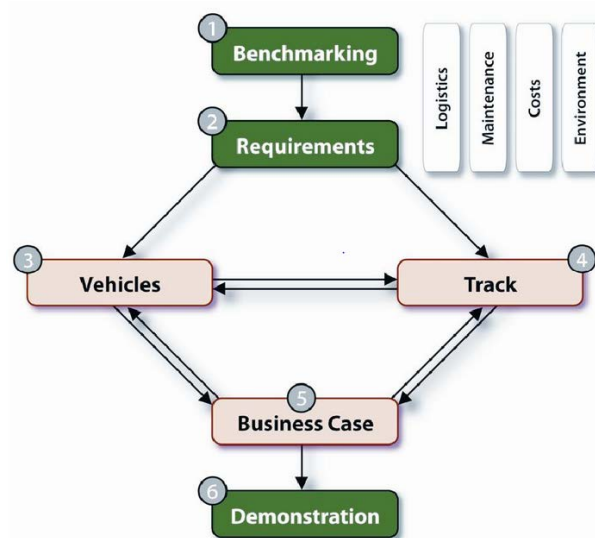 1
Benchmarking
2
Requirements
Logistics
Maintenance
Costs
Environment
3
Vehicles
4
Track
5
Business Case
6
Demonstration